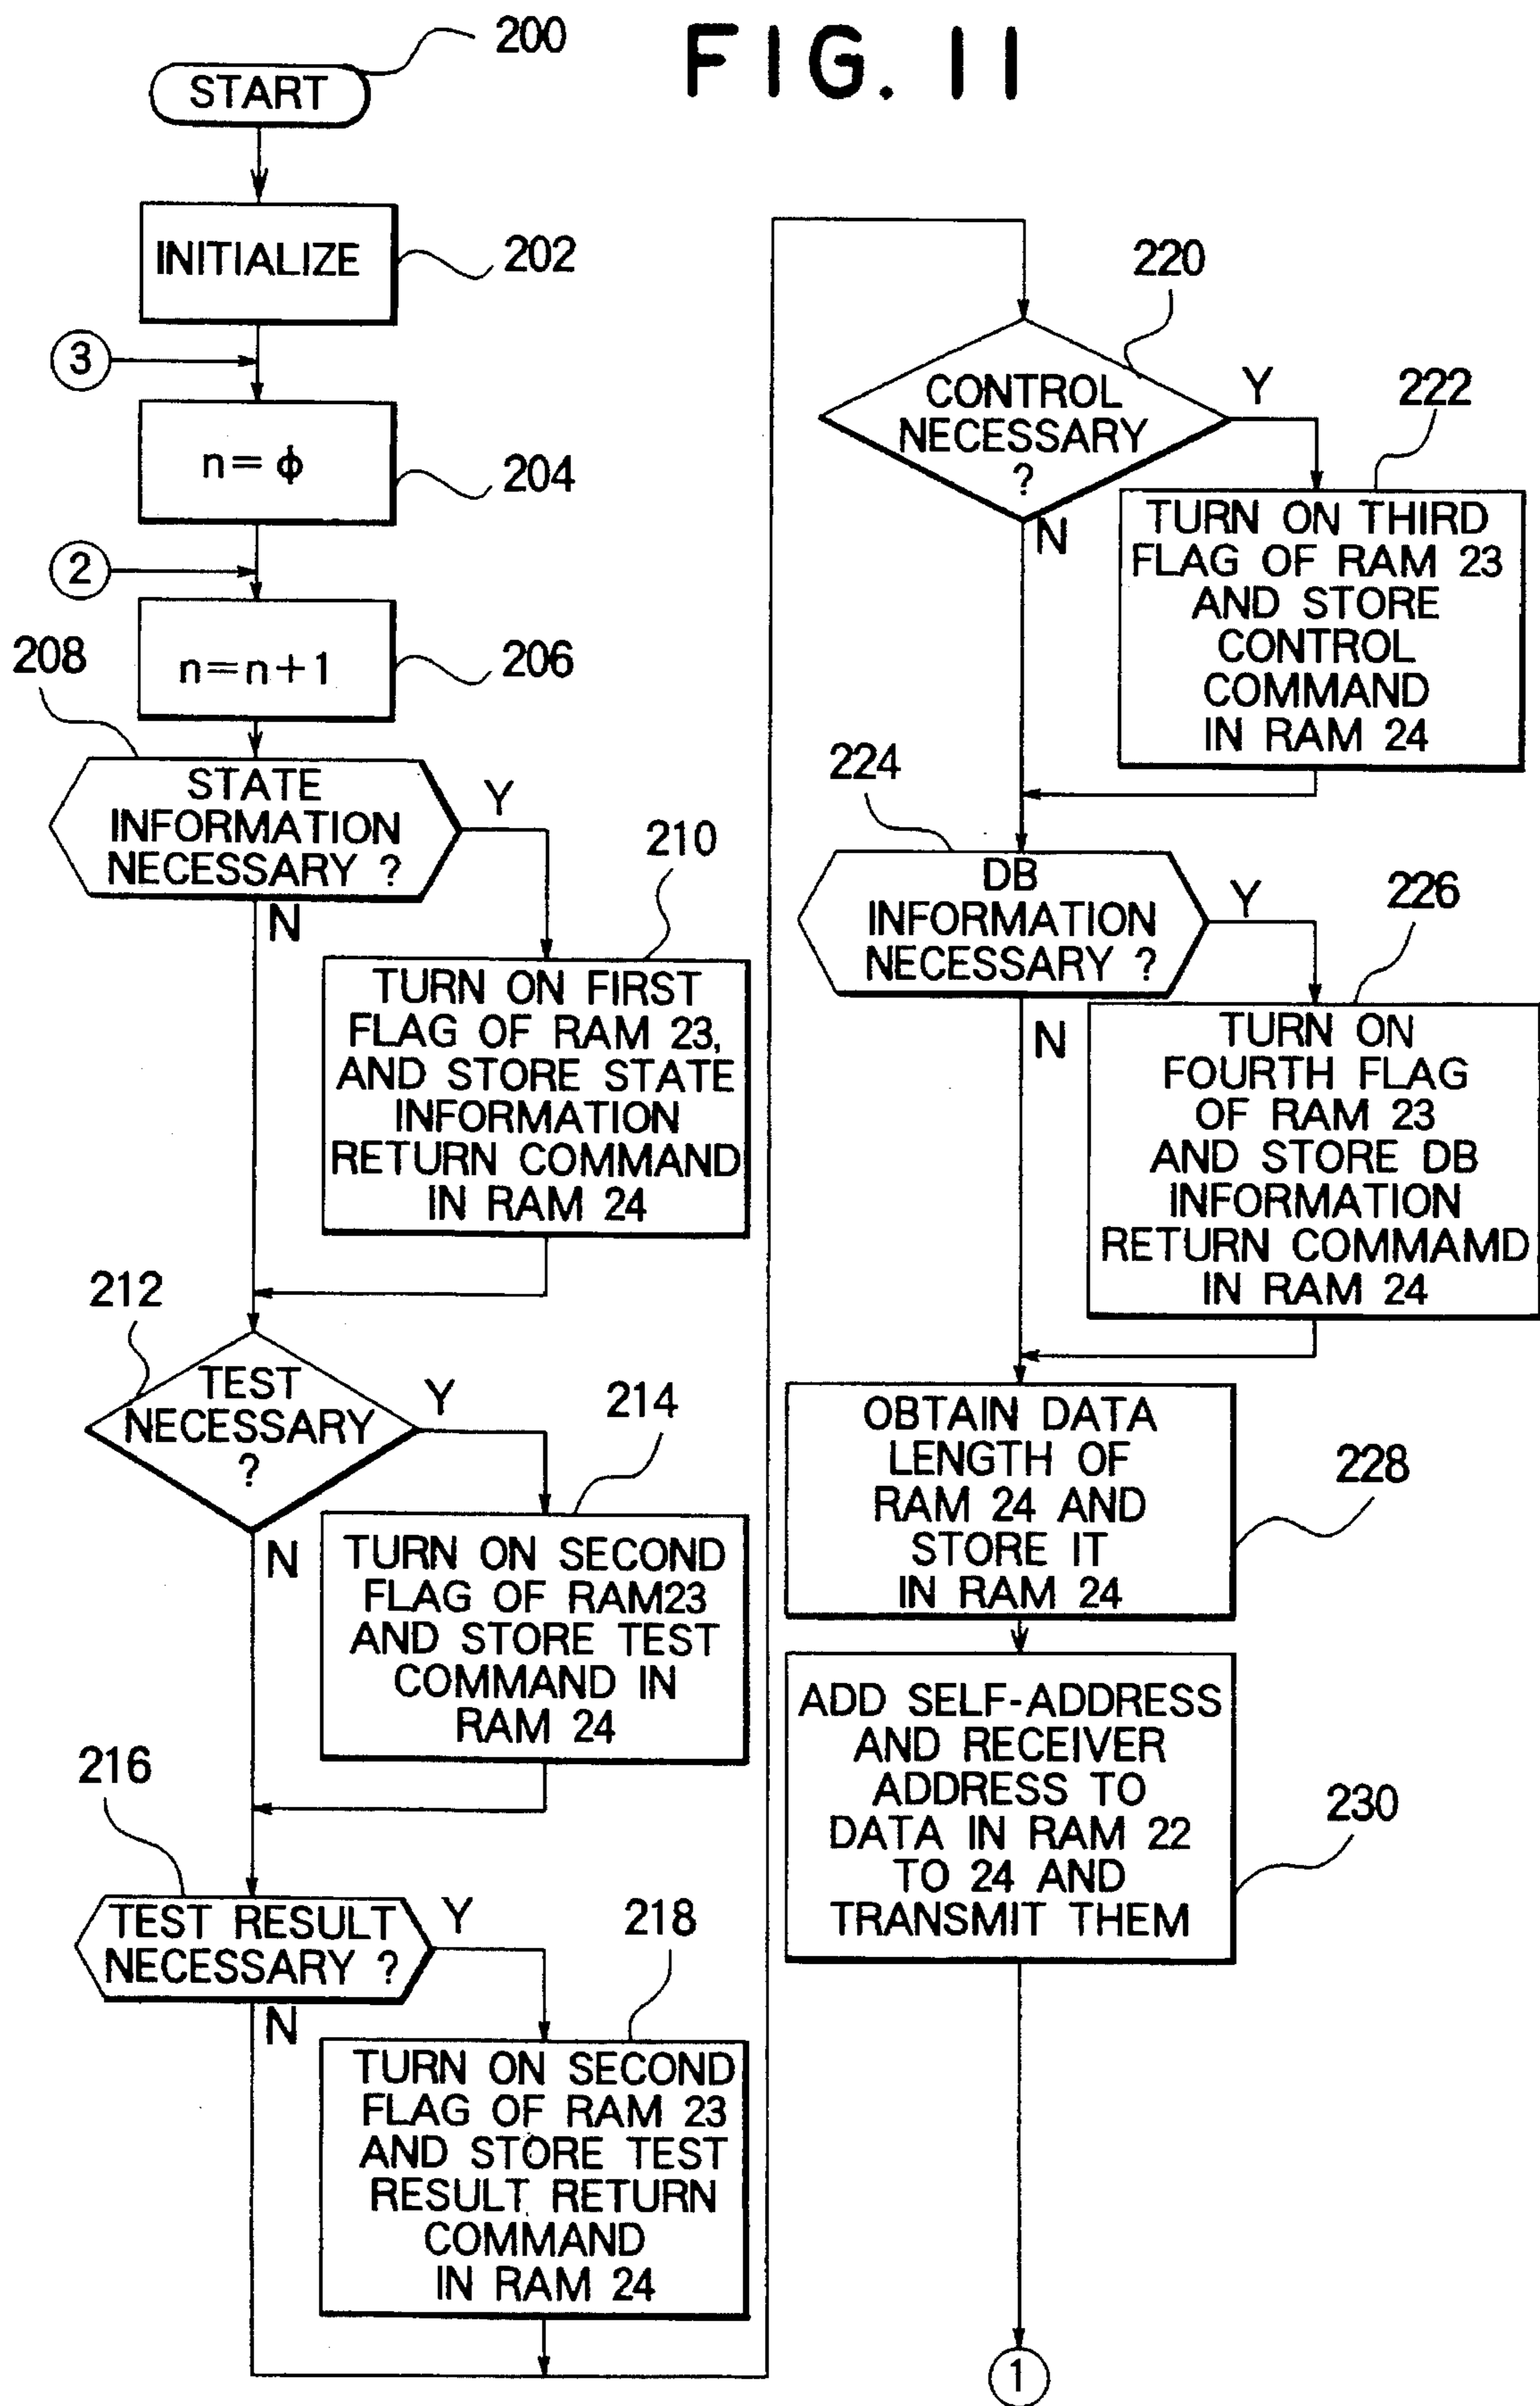 FIG. 11
200
START
INITIALIZE
202
3
n=ϕ
204
2
n=n+1
206
208
STATE
INFORMATION
NECESSARY ?
Y
N
210
TURN ON FIRST
FLAG OF RAM 23,
AND STORE STATE
INFORMATION
RETURN COMMAND
IN RAM 24
212
TEST
NECESSARY
?
Y
N
214
TURN ON SECOND
FLAG OF RAM23
AND STORE TEST
COMMAND IN
RAM 24
216
TEST RESULT
NECESSARY ?
Y
N
218
TURN ON SECOND
FLAG OF RAM 23
AND STORE TEST
RESULT RETURN
COMMAND
IN RAM 24
220
CONTROL
NECESSARY
?
Y
N
222
TURN ON THIRD
FLAG OF RAM 23
AND STORE
CONTROL
COMMAND
IN RAM 24
224
DB
INFORMATION
NECESSARY ?
Y
N
226
TURN ON
FOURTH FLAG
OF RAM 23
AND STORE DB
INFORMATION
RETURN COMMAMD
IN RAM 24
OBTAIN DATA
LENGTH OF
RAM 24 AND
STORE IT
IN RAM 24
228
ADD SELF-ADDRESS
AND RECEIVER
ADDRESS TO
DATA IN RAM 22
TO 24 AND
TRANSMIT THEM
230
1